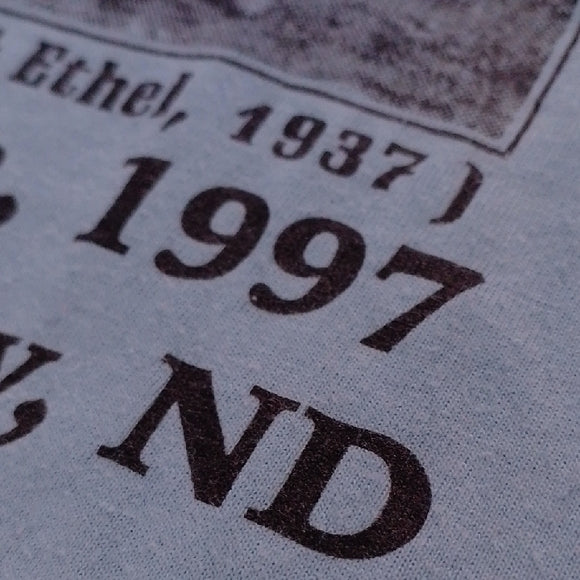 Ethel, 1937 )
, 1997
, ND